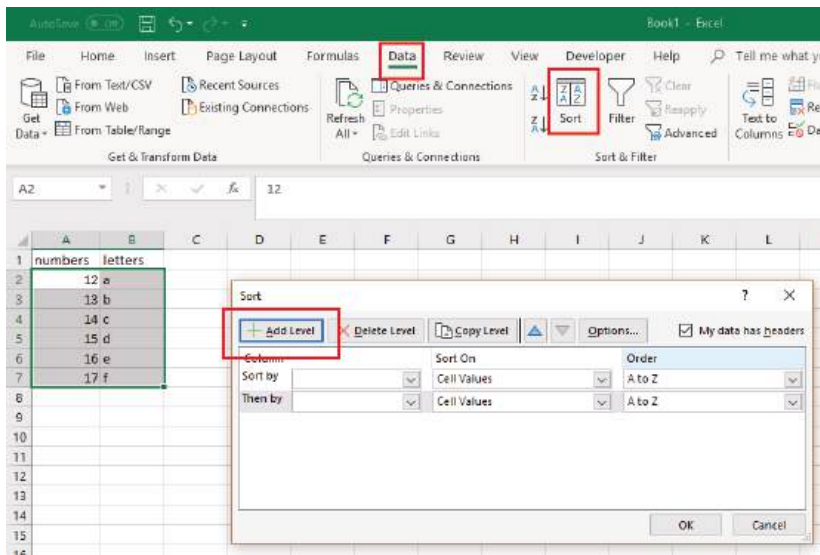 AutoSave Off Book1 - Excel
File Home Insert Page Layout Formulas Data Review View Developer Help Tell me what y
Get Data
From Text/CSV
From Web
From Table/Range
Recent Sources
Existing Connections
Get & Transform Data
Refresh All
Queries & Connections
Properties
Edit Links
Queries & Connections
Sort
Filter
Clear
Reapply
Advanced
Sort & Filter
Text to Columns
A2 fx 12
A B C D E F G H I J K L
1 numbers letters
2 12 a
3 13 b
4 14 c
5 15 d
6 16 e
7 17 f
8
9
10
11
12
13
14
15
16
Sort ? ×
Add Level Delete Level Copy Level Options... My data has headers
Column Sort On Order
Sort by Cell Values A to Z
Then by Cell Values A to Z
OK Cancel